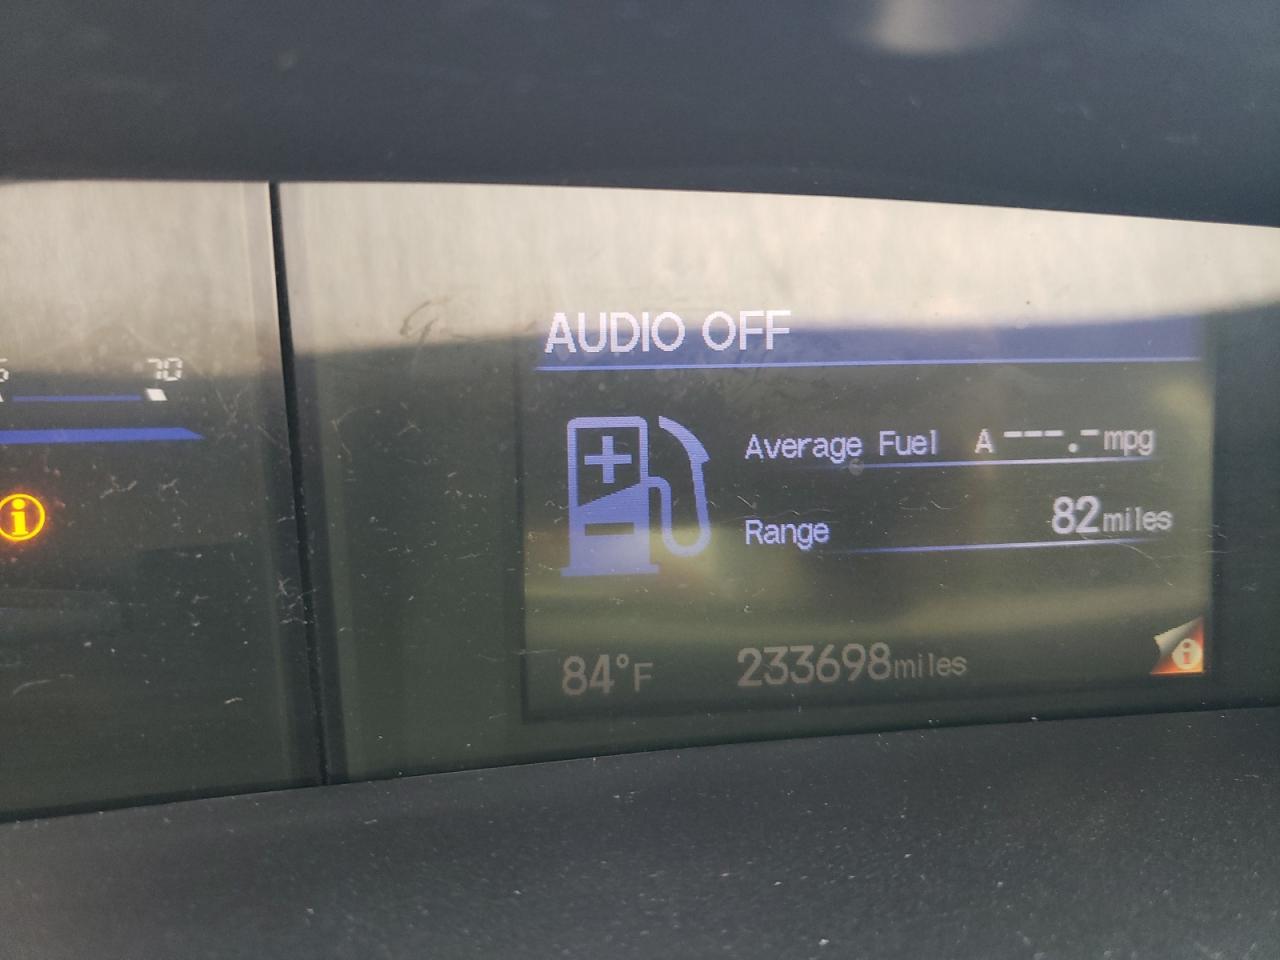 70
AUDIO OFF
Average Fuel A ---.- mpg
Range 82 miles
84°F 233698 miles